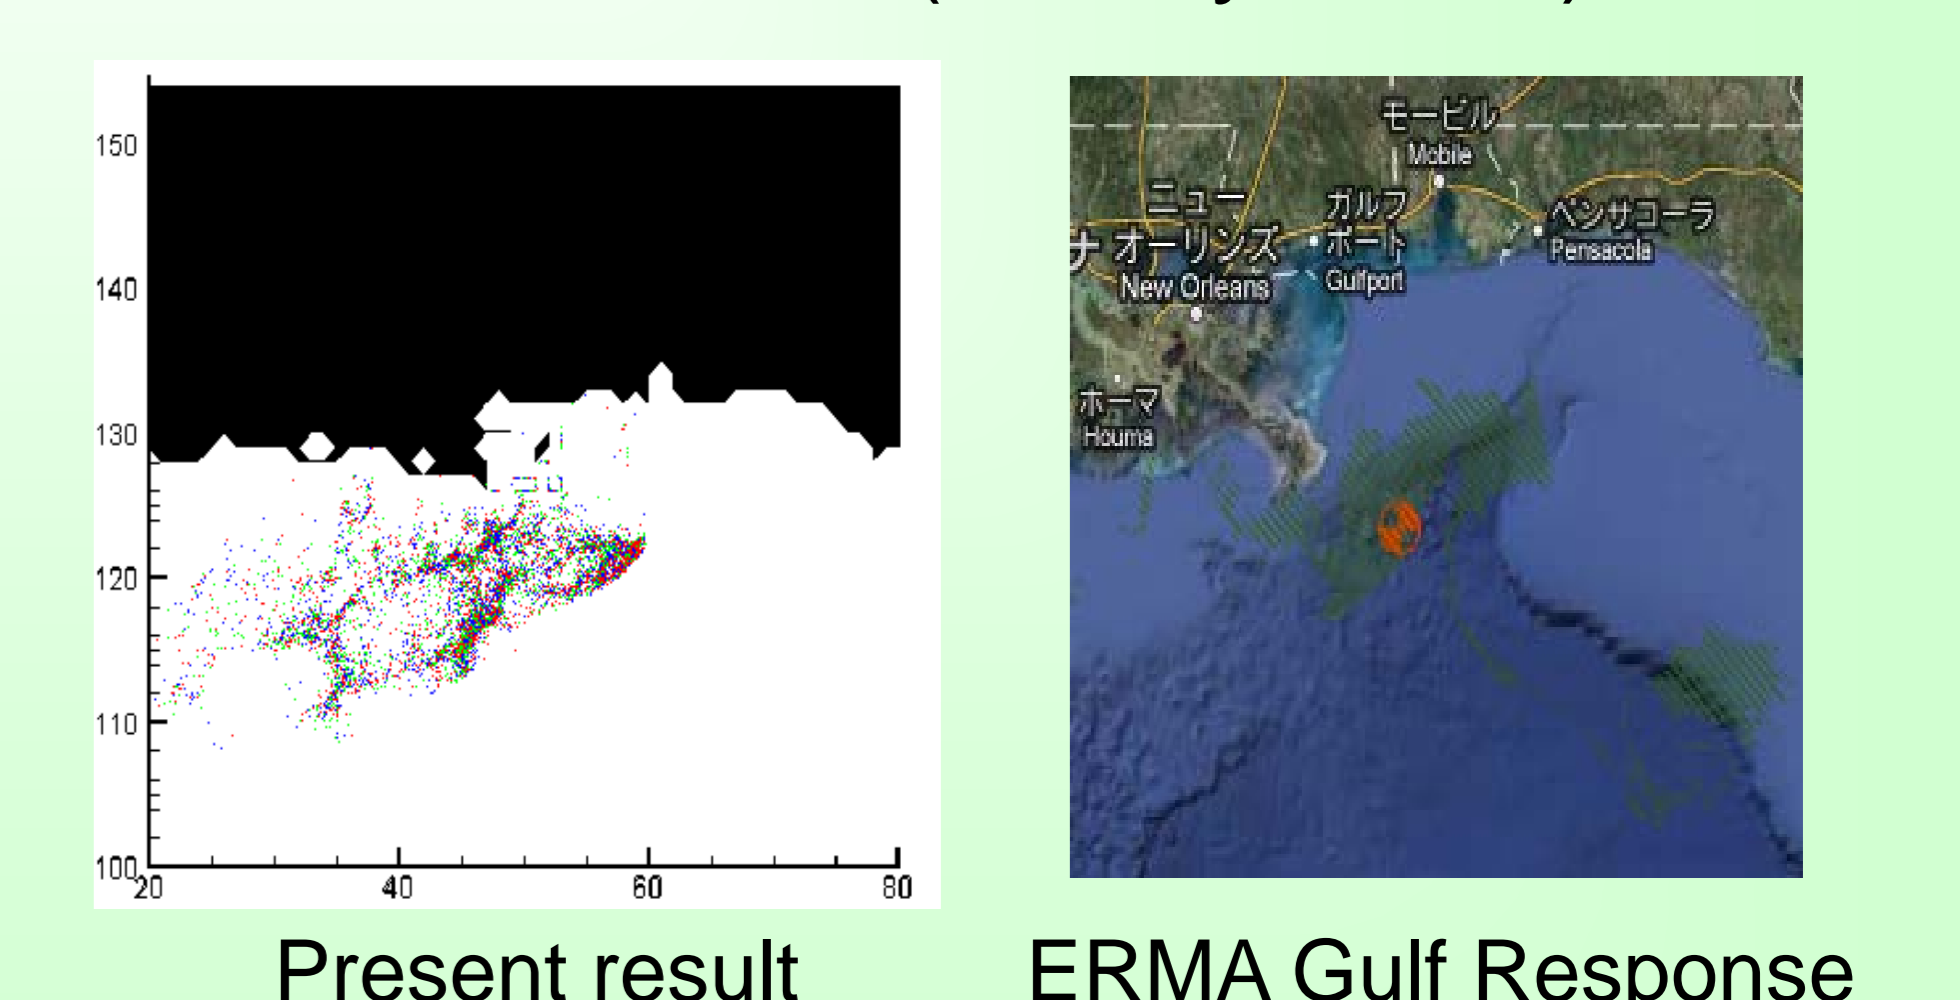 150
140
130
120
110
100
20 40 60 80
モービル
Mobile
ニュー
オーリンズ
ナ
New Orleans
ガルフ
ポート
Gulfport
ペンサコーラ
Pensacola
ホーマ
Houma
Present result
ERMA Gulf Response